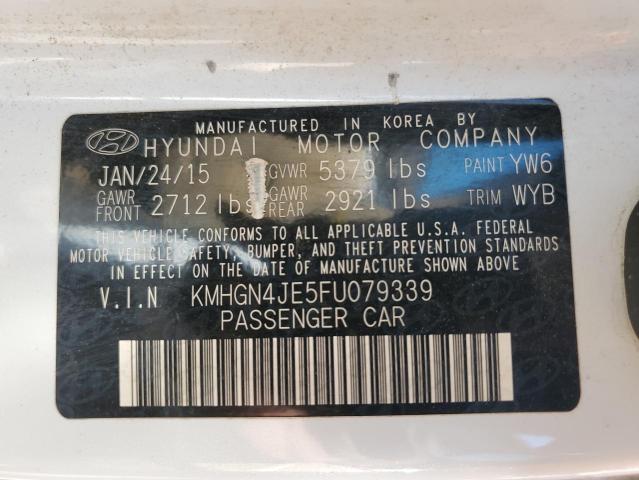 MANUFACTURED IN KOREA BY
HYUNDAI MOTOR COMPANY
JAN/24/15 GVWR 5379 lbs PAINT YW6
GAWR FRONT 2712 lbs GAWR REAR 2921 lbs TRIM WYB
THIS VEHICLE CONFORMS TO ALL APPLICABLE U.S.A. FEDERAL
MOTOR VEHICLE SAFETY, BUMPER, AND THEFT PREVENTION STANDARDS
IN EFFECT ON THE DATE OF MANUFACTURE SHOWN ABOVE
V.I.N KMHGN4JE5FU079339
PASSENGER CAR